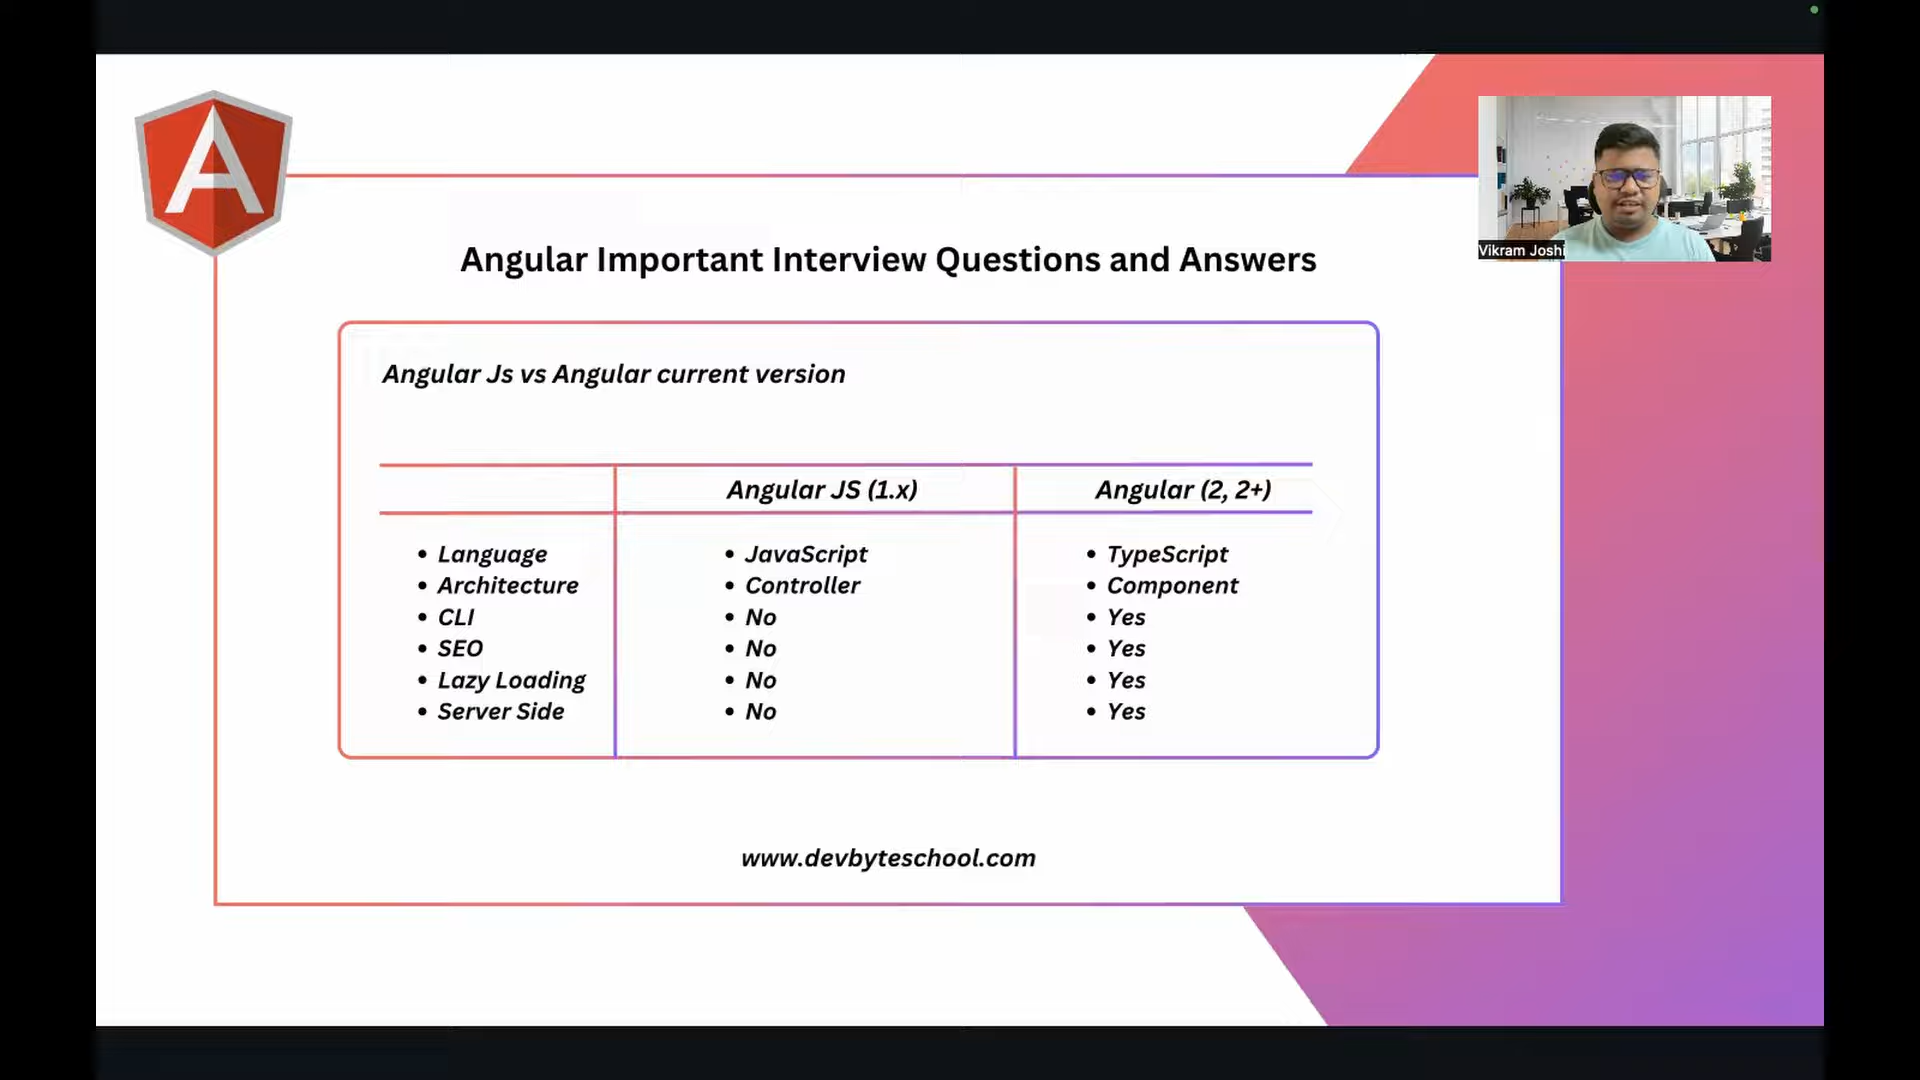 Vikram Joshi
Angular Important Interview Questions and Answers
Angular Js vs Angular current version
Angular JS (1.x)
Angular (2, 2+)
• Language
• Architecture
• CLI
• SEO
• Lazy Loading
• Server Side
• JavaScript
• Controller
• No
• No
• No
• No
• TypeScript
• Component
• Yes
• Yes
• Yes
• Yes
www.devbyteschool.com